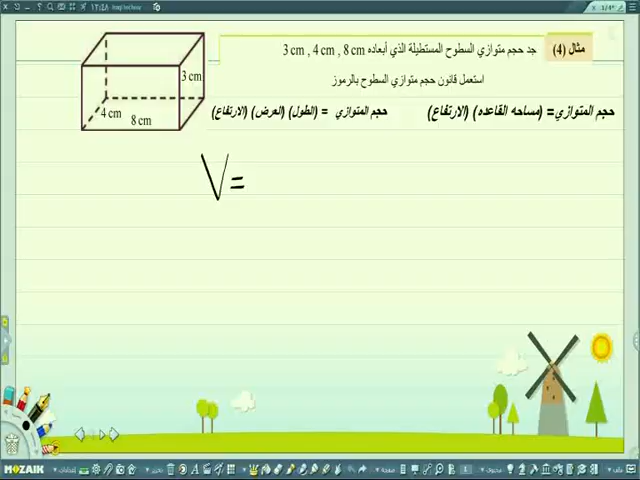 مثال (4) جد حجم متوازي السطوح المستطيلة الذي أبعاده 3 cm , 4 cm , 8 cm
استعمل قانون حجم متوازي السطوح بالرموز
حجم المتوازي= (مساحه القاعده) (الارتفاع)
حجم المتوازي = (الطول) (العرض) (الارتفاع)
3 cm
4 cm
8 cm
V=
MOZAIK